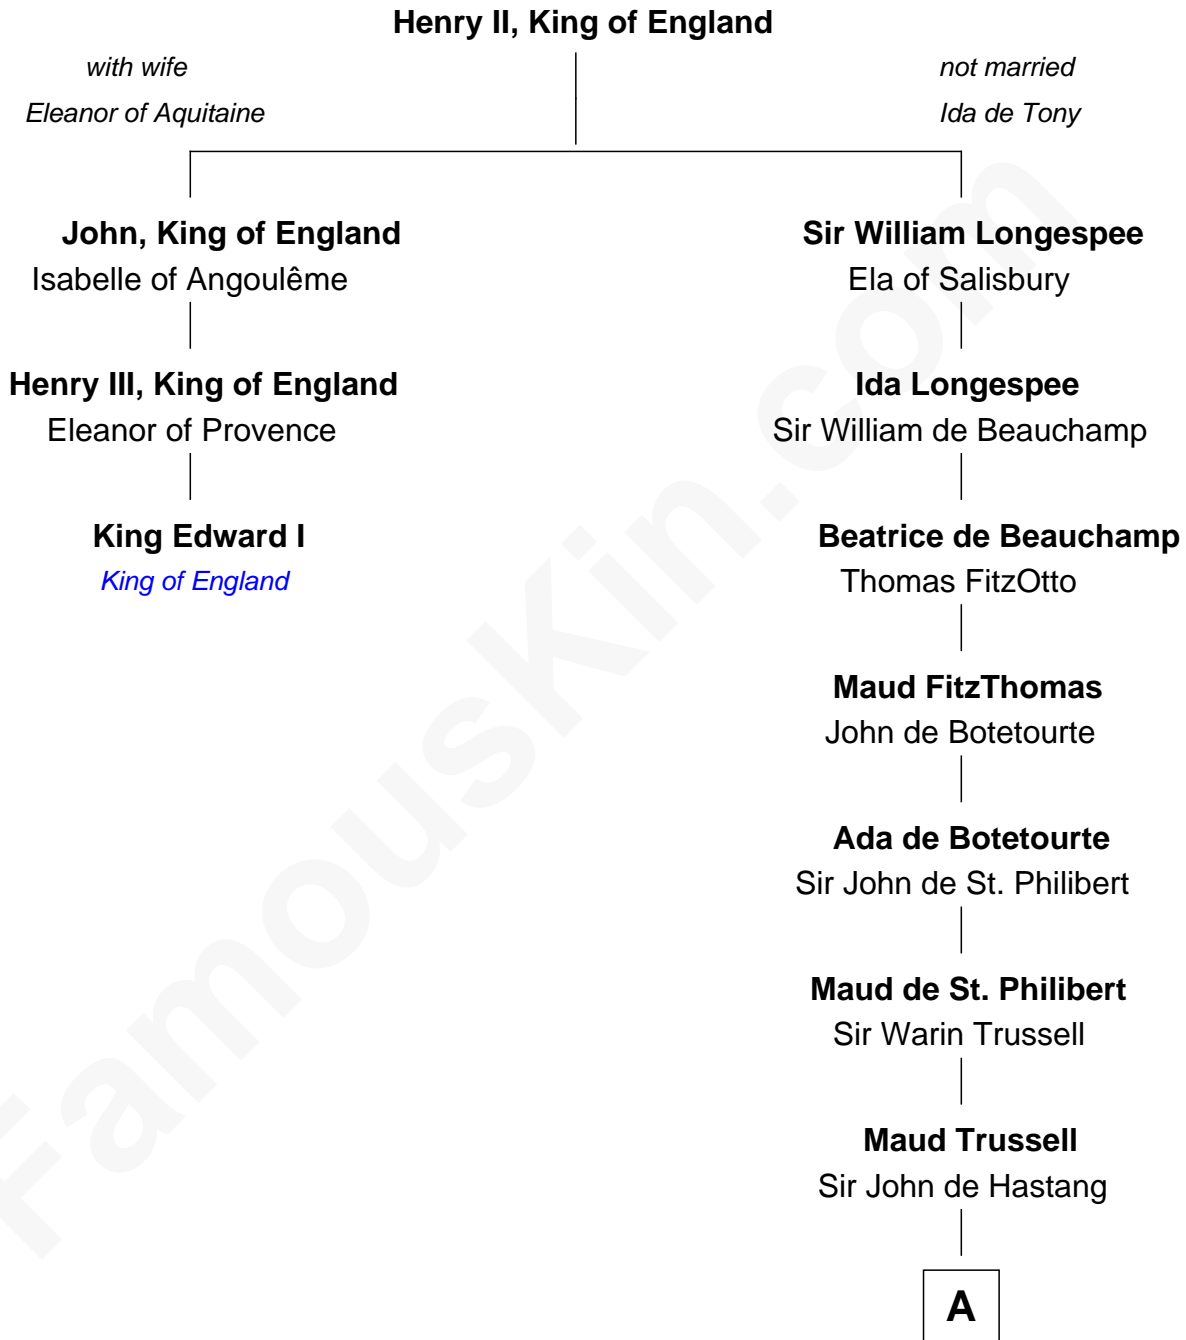 Henry II, King of England
with wife
not married
Eleanor of Aquitaine
Ida de Tony
John, King of England
Sir William Longespee
Isabelle of Angoulême
Ela of Salisbury
Henry III, King of England
Ida Longespee
Eleanor of Provence
Sir William de Beauchamp
King Edward I
Beatrice de Beauchamp
King of England
Thomas FitzOtto
Maud FitzThomas
John de Botetourte
Ada de Botetourte
Sir John de St. Philibert
Maud de St. Philibert
Sir Warin Trussell
Maud Trussell
Sir John de Hastang
A
FamousKin.com